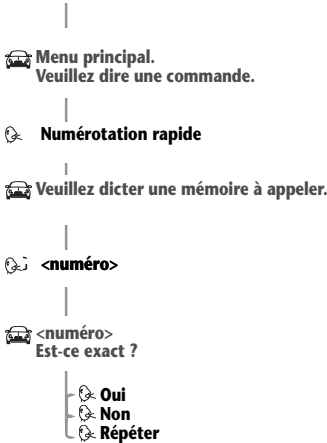 Menu principal.
Veuillez dire une commande.
Numérotation rapide
Veuillez dicter une mémoire à appeler.
<numéro>
<numéro>
Est-ce exact ?
Oui
Non
Répéter